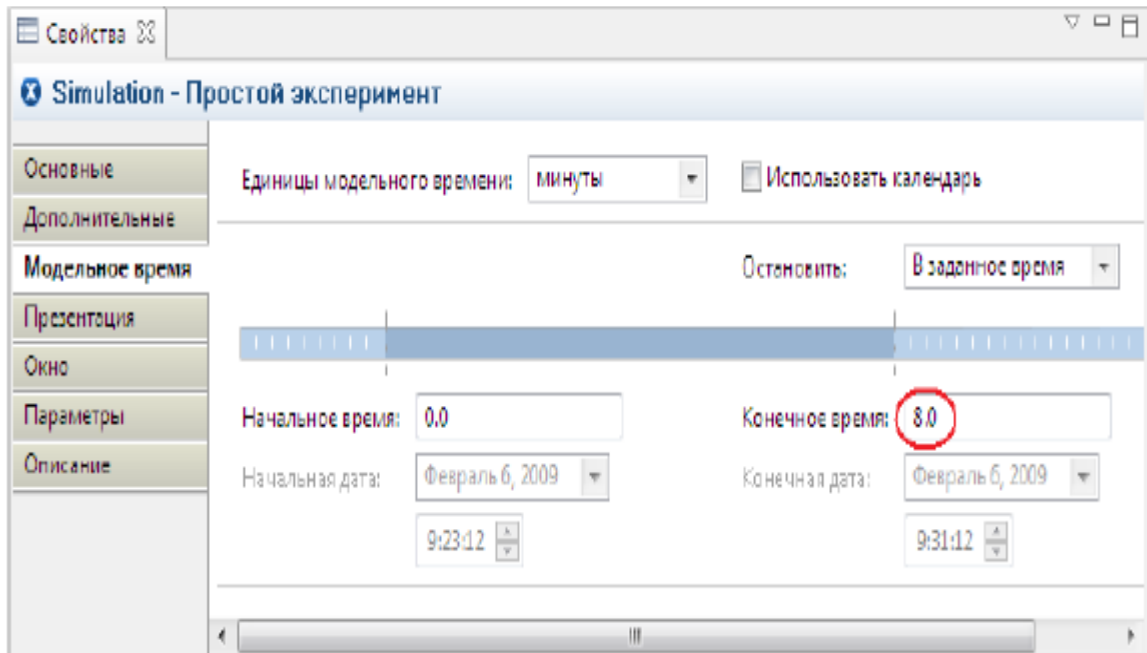 Свойства
Simulation - Простой эксперимент
Основные
Дополнительные
Модельное время
Презентация
Окно
Параметры
Описание
Единицы модельного времени: минуты Использовать календарь
Остановить: В заданное время
Начальное время: 0.0 Конечное время: 8.0
Начальная дата: Февраль 6, 2009 Конечная дата: Февраль 6, 2009
9:23:12 9:31:12